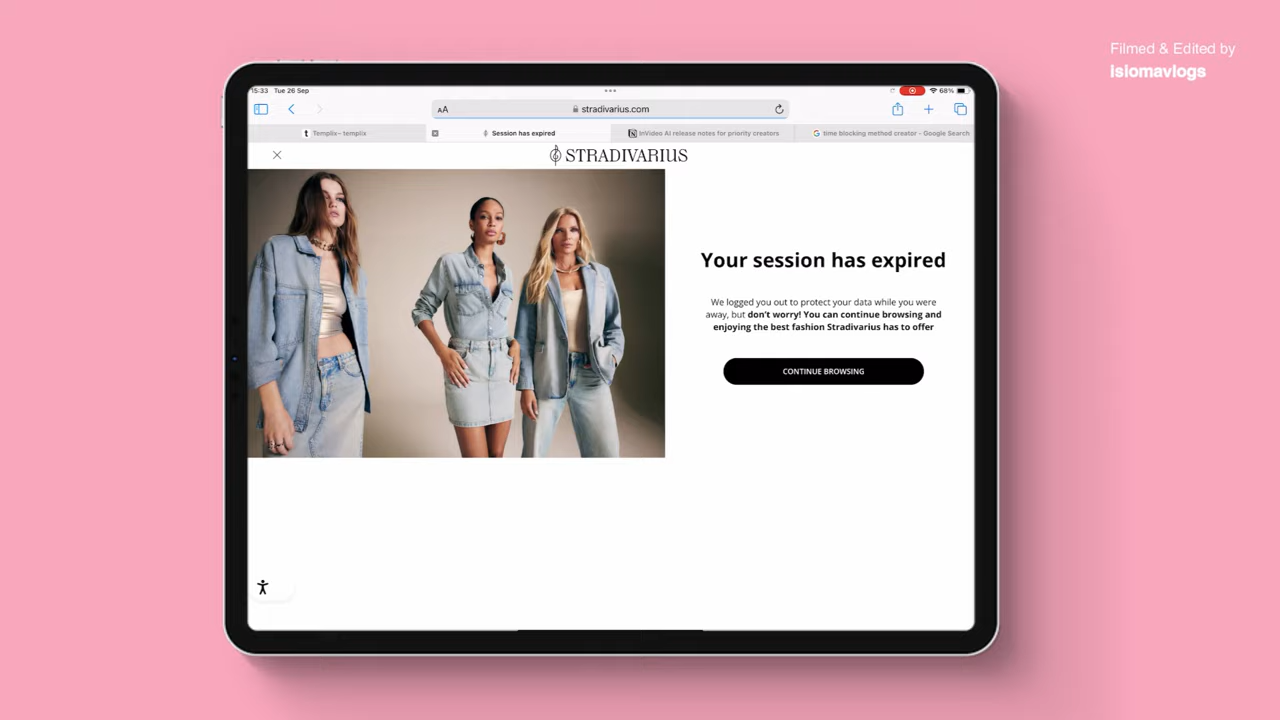 Filmed & Edited by
isiomavlogs
15:33 Tue 26 Sep
68%
AA
stradivarius.com
t Templix– templix
Session has expired
InVideo AI release notes for priority creators
G time blocking method creator - Google Search
STRADIVARIUS
Your session has expired
We logged you out to protect your data while you were
away, but don't worry! You can continue browsing and
enjoying the best fashion Stradivarius has to offer
CONTINUE BROWSING